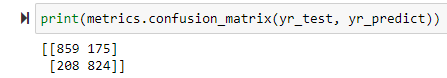 print(metrics.confusion_matrix(yr_test, yr_predict))
[[859 175]
[208 824]]